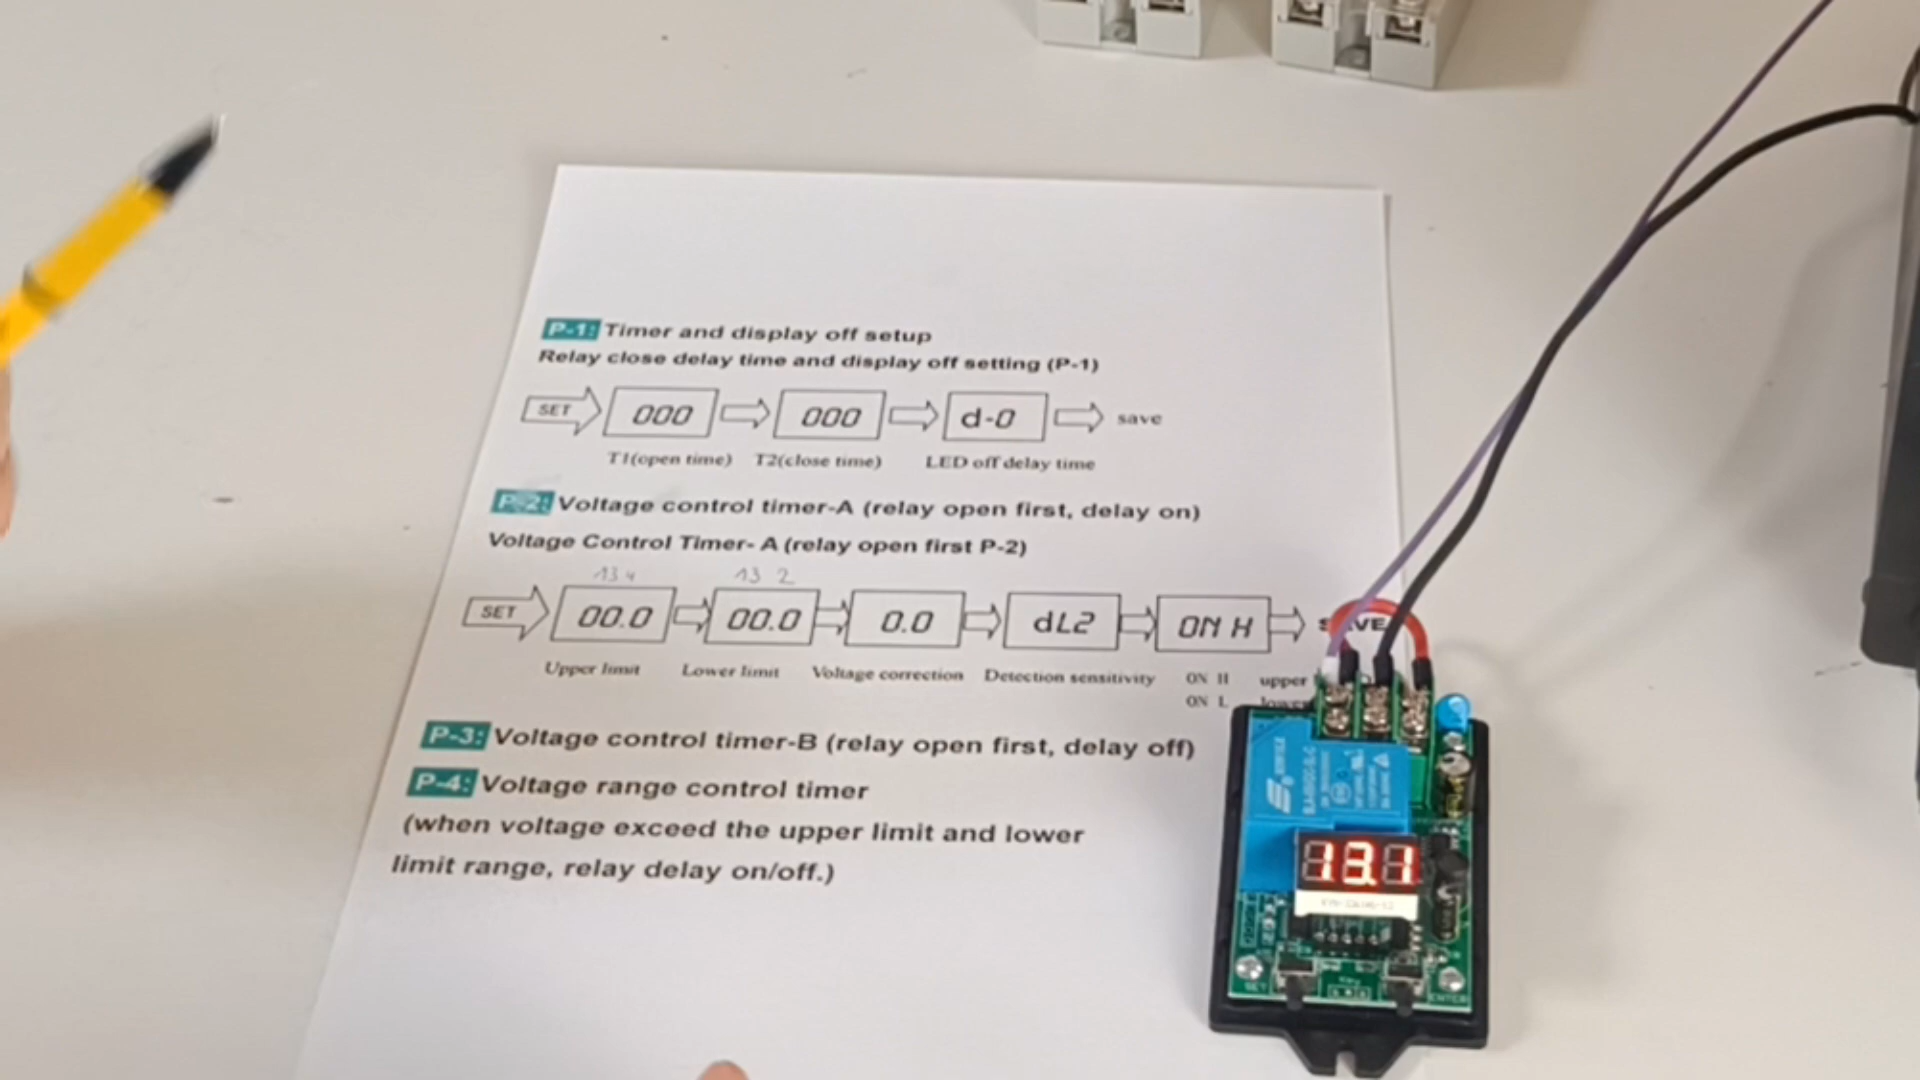 P-1: Timer and display off setup
Relay close delay time and display off setting (P-1)
SET 000 000 d-0 save
T1(open time) T2(close time) LED off delay time
P-2: Voltage control timer-A (relay open first, delay on)
Voltage Control Timer- A (relay open first P-2)
13 4 13 2
SET 00.0 00.0 0.0 dL2 ON H SAVE
Upper limit Lower limit Voltage correction Detection sensitivity ON H upper
ON L lower
P-3: Voltage control timer-B (relay open first, delay off)
P-4: Voltage range control timer
(when voltage exceed the upper limit and lower
limit range, relay delay on/off.)
13.1
SET
ENTER